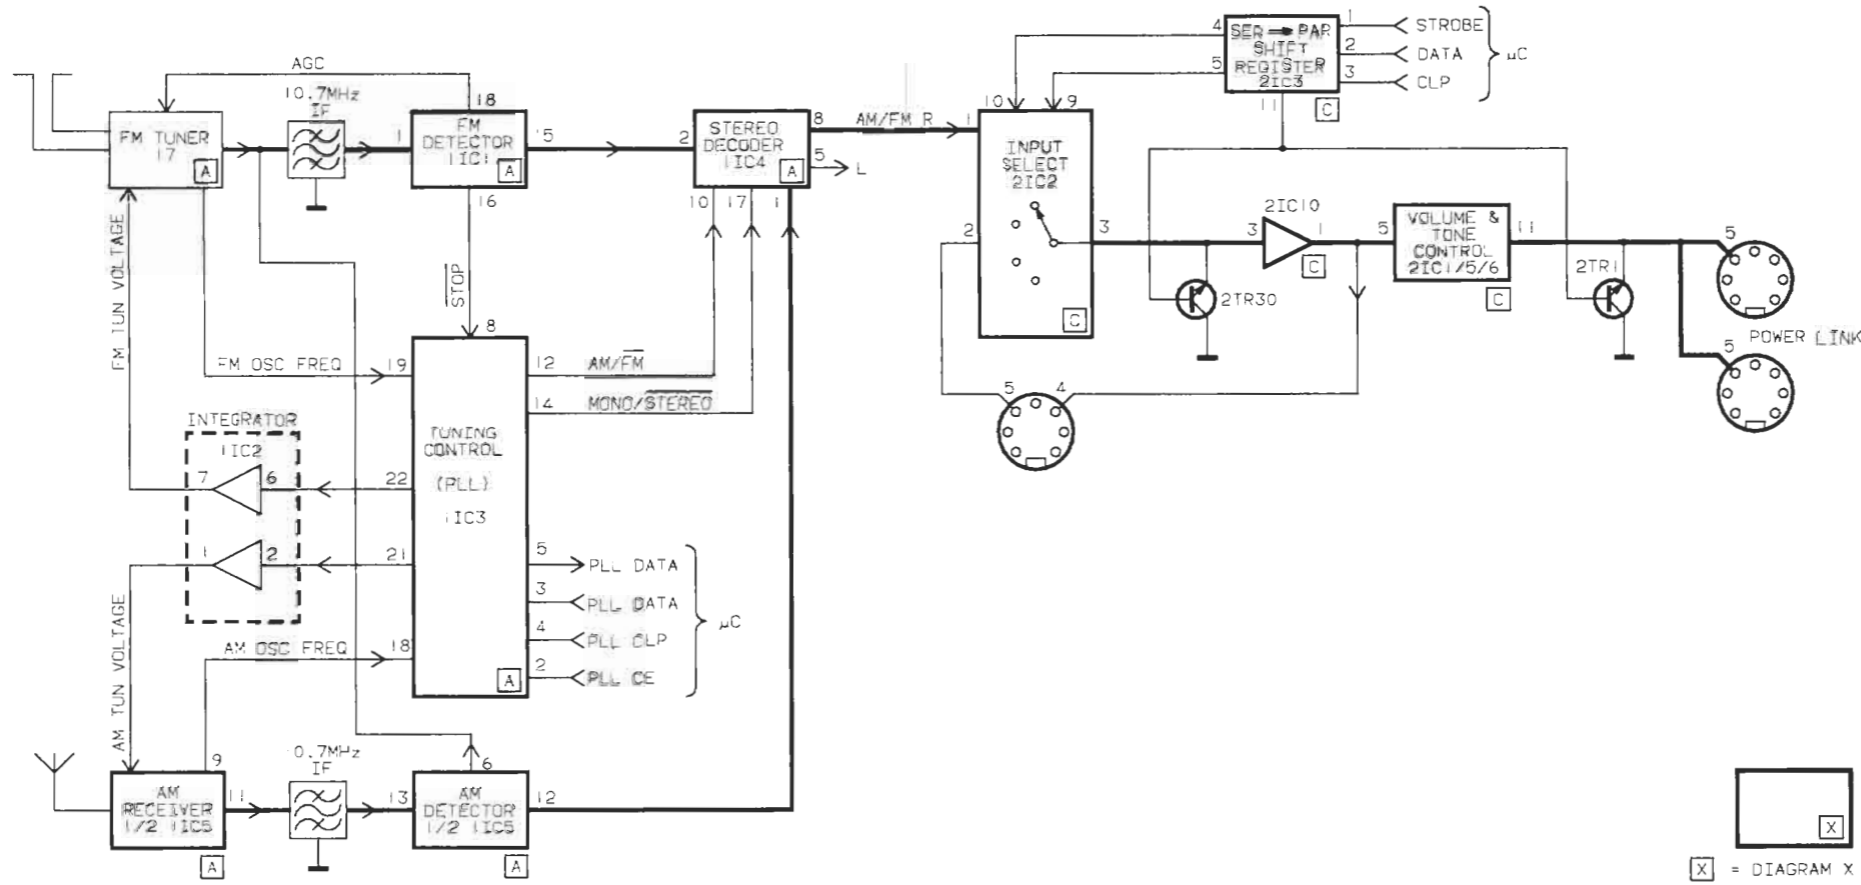 AGC
10.7MHz
IF
FM TUNER
17
A
1
18
FM
DETECTOR
1IC1
A
15
16
2
STEREO
DECODER
1IC4
A
8
5
L
10
17
1
AM/FM R
FM TUN VOLTAGE
STOP
FM OSC FREQ
19
8
12
AM/FM
14
MONO/STEREO
TUNING
CONTROL
(PLL)
1IC3
A
INTEGRATOR
1IC2
7
6
22
1
2
21
AM OSC FREQ
18
AM TUN VOLTAGE
5
PLL DATA
3
PLL DATA
4
PLL CLP
2
PLL CE
µC
9
AM
RECEIVER
1/2 1IC5
A
11
0.7MHz
IF
13
6
AM
DETECTOR
1/2 1IC5
A
12
4
5
SER PAR
SHIFT
REGISTER
2IC3
C
11
1
STROBE
2
DATA
3
CLP
µC
10
9
1
INPUT
SELECT
2IC2
C
2
3
2TR30
3
2IC10
1
C
5
VOLUME &
TONE
CONTROL
2IC1/5/6
C
11
2TR1
5
POWER LINK
5
5
4
X
X = DIAGRAM X